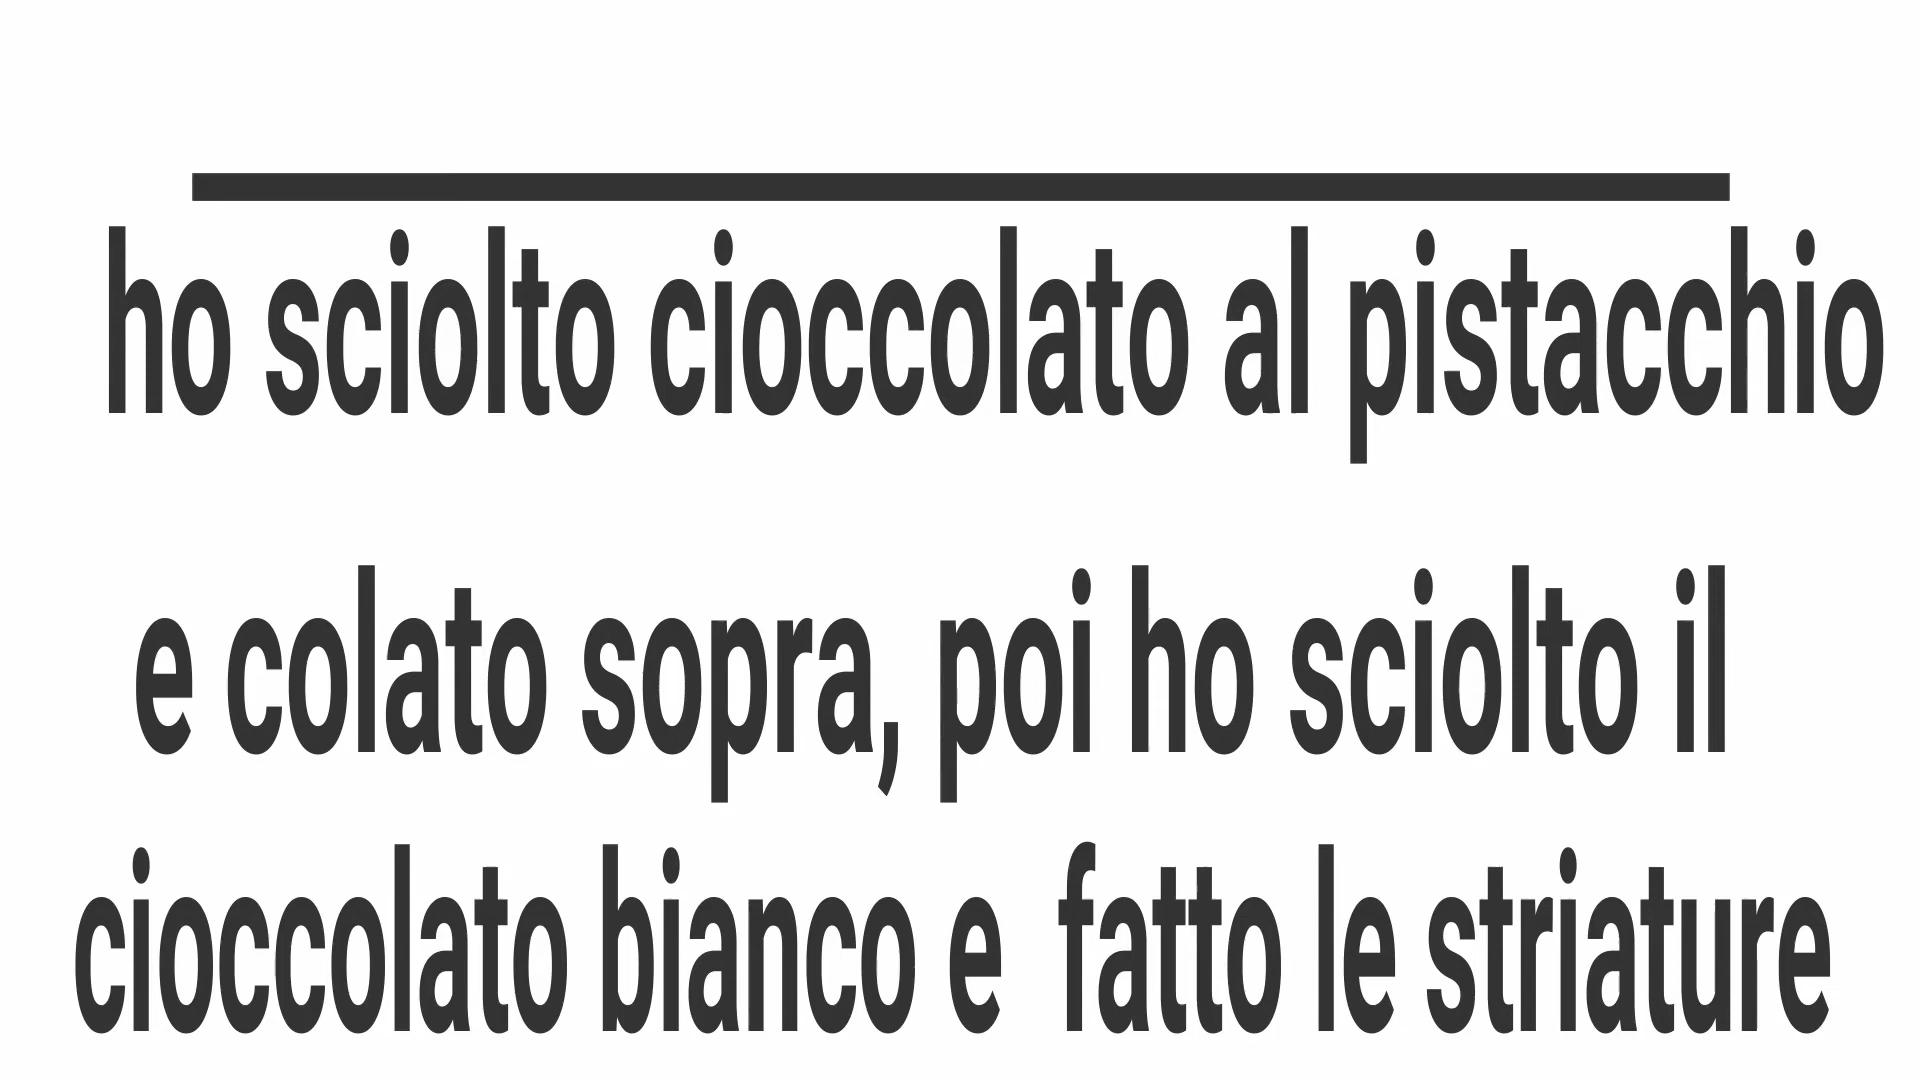 ho sciolto cioccolato al pistacchio
e colato sopra, poi ho sciolto il
cioccolato bianco e  fatto le striature